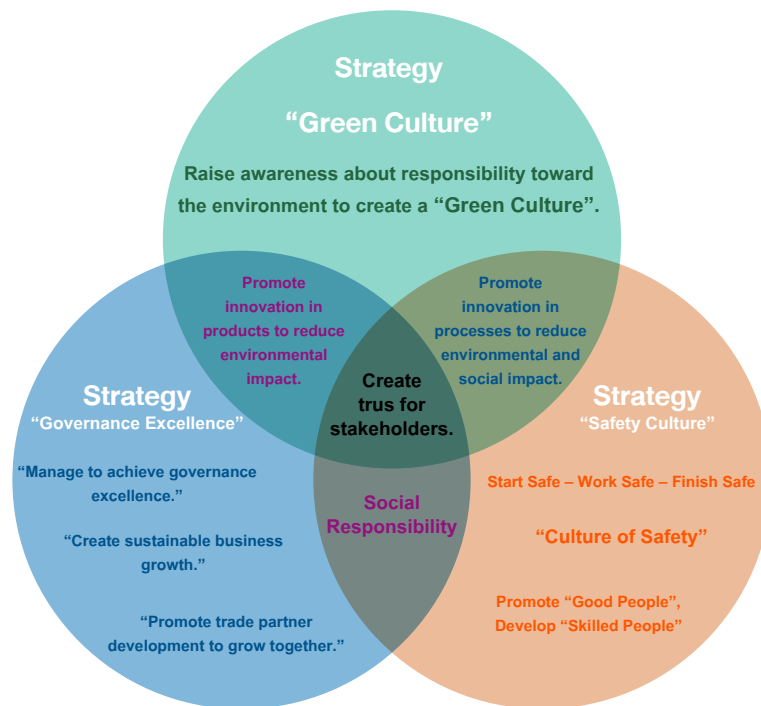 Strategy
“Green Culture”
Raise awareness about responsibility toward
the environment to create a “Green Culture”.
Promote
innovation in
products to reduce
environmental
impact.
Promote
innovation in
processes to reduce
environmental and
social impact.
Create
trus for
stakeholders.
Strategy
“Governance Excellence”
“Manage to achieve governance
excellence.”
“Create sustainable business
growth.”
“Promote trade partner
development to grow together.”
Social
Responsibility
Strategy
“Safety Culture”
Start Safe – Work Safe – Finish Safe
“Culture of Safety”
Promote “Good People”,
Develop “Skilled People”